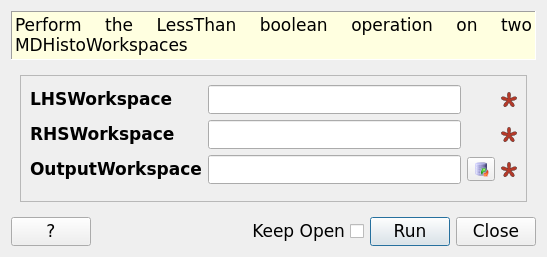 Perform the LessThan boolean operation on two
MDHistoWorkspaces
LHSWorkspace
RHSWorkspace
OutputWorkspace
? Keep Open Run Close